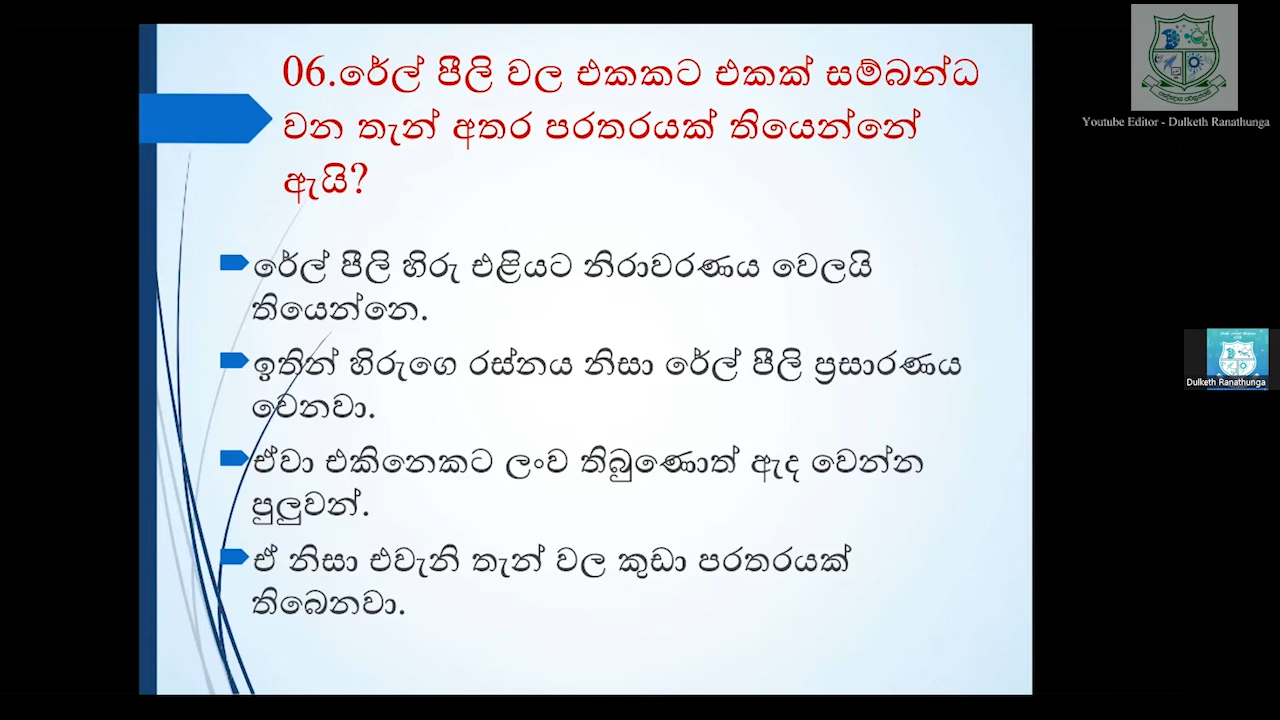 06.රේල් පීලි වල එකකට එකක් සම්බන්ධ
වන තැන් අතර පරතරයක් තියෙන්නේ
ඇයි?
රේල් පීලි හිරු එළියට නිරාවරණය වෙලයි
තියෙන්නෙ.
ඉතින් හිරුගෙ රස්නය නිසා රේල් පීලි ප්‍රසාරණය
වෙනවා.
ඒවා එකිනෙකට ලංව තිබුණොත් ඇද වෙන්න
පුලුවන්.
ඒ නිසා එවැනි තැන් වල කුඩා පරතරයක්
තිබෙනවා.
Youtube Editor - Dulketh Ranathunga
Dulketh Ranathunga